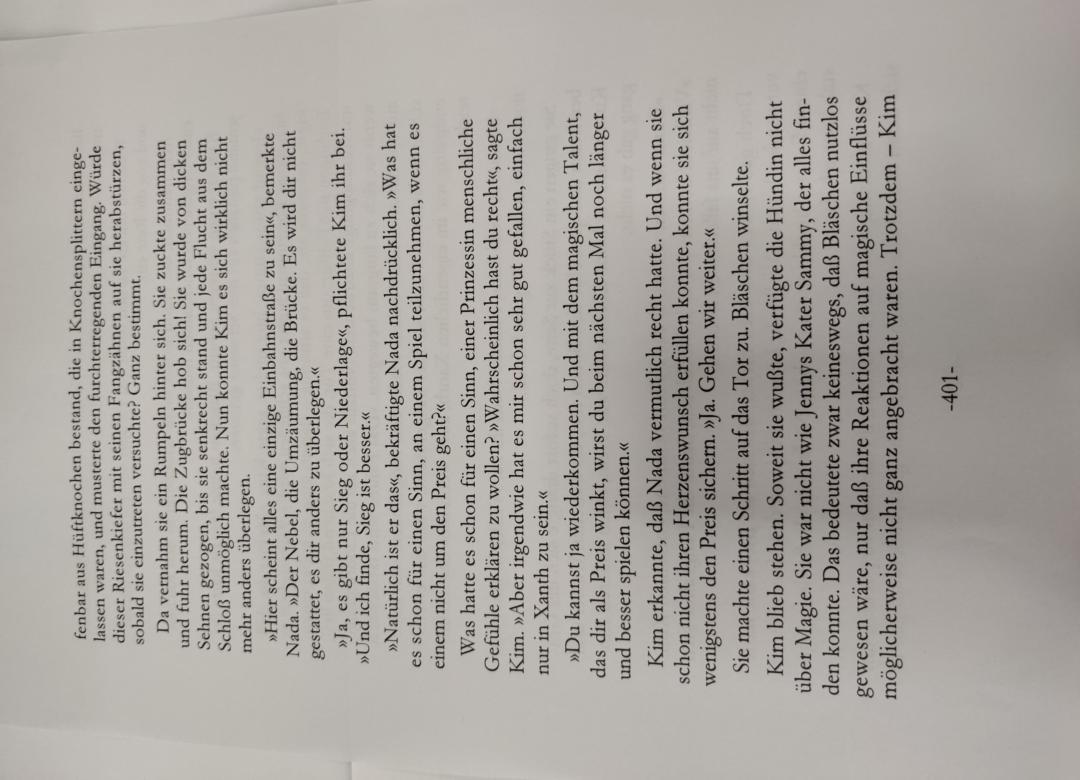 fenbar aus Hüftknochen bestand, die in Knochensplittern einge-
lassen waren, und musterte den furchterregenden Eingang. Würde
dieser Riesenkiefer mit seinen Fangzähnen auf sie herabstürzen,
sobald sie einzutreten versuchte? Ganz bestimmt.
Da vernahm sie ein Rumpeln hinter sich. Sie zuckte zusammen
und fuhr herum. Die Zugbrücke hob sich! Sie wurde von dicken
Sehnen gezogen, bis sie senkrecht stand und jede Flucht aus dem
Schloß unmöglich machte. Nun konnte Kim es sich wirklich nicht
mehr anders überlegen.
»Hier scheint alles eine einzige Einbahnstraße zu sein«, bemerkte
Nada. »Der Nebel, die Umzäumung, die Brücke. Es wird dir nicht
gestattet, es dir anders zu überlegen.«
»Ja, es gibt nur Sieg oder Niederlage«, pflichtete Kim ihr bei.
»Und ich finde, Sieg ist besser.«
»Natürlich ist er das«, bekräftigte Nada nachdrücklich. »Was hat
es schon für einen Sinn, an einem Spiel teilzunehmen, wenn es
einem nicht um den Preis geht?«
Was hatte es schon für einen Sinn, einer Prinzessin menschliche
Gefühle erklären zu wollen? »Wahrscheinlich hast du recht«, sagte
Kim. »Aber irgendwie hat es mir schon sehr gut gefallen, einfach
nur in Xanth zu sein.«
»Du kannst ja wiederkommen. Und mit dem magischen Talent,
das dir als Preis winkt, wirst du beim nächsten Mal noch länger
und besser spielen können.«
Kim erkannte, daß Nada vermutlich recht hatte. Und wenn sie
schon nicht ihren Herzenswunsch erfüllen konnte, konnte sie sich
wenigstens den Preis sichern. »Ja. Gehen wir weiter.«
Sie machte einen Schritt auf das Tor zu. Bläschen winselte.
Kim blieb stehen. Soweit sie wußte, verfügte die Hündin nicht
über Magie. Sie war nicht wie Jennys Kater Sammy, der alles fin-
den konnte. Das bedeutete zwar keineswegs, daß Bläschen nutzlos
gewesen wäre, nur daß ihre Reaktionen auf magische Einflüsse
möglicherweise nicht ganz angebracht waren. Trotzdem – Kim
-401-